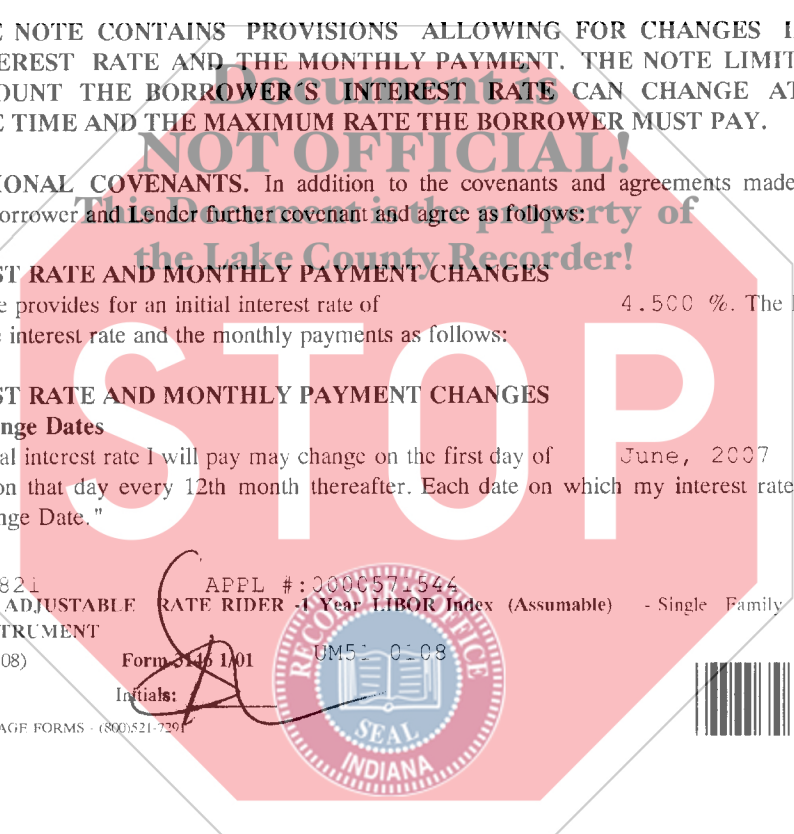 E NOTE CONTAINS PROVISIONS ALLOWING FOR CHANGES I
EREST RATE AND THE MONTHLY PAYMENT. THE NOTE LIMIT
OUNT THE BORROWER'S INTEREST RATE CAN CHANGE AT
E TIME AND THE MAXIMUM RATE THE BORROWER MUST PAY.
Document is
NOT OFFICIAL!
This Document is the property of
the Lake County Recorder!
IONAL COVENANTS. In addition to the covenants and agreements made
orrower and Lender further covenant and agree as follows:
ST RATE AND MONTHLY PAYMENT CHANGES
e provides for an initial interest rate of 4.500 %. The
e interest rate and the monthly payments as follows:
ST RATE AND MONTHLY PAYMENT CHANGES
nge Dates
al interest rate I will pay may change on the first day of June, 2007
on that day every 12th month thereafter. Each date on which my interest rate
nge Date."
STOP
821 APPL #:
ADJUSTABLE RATE RIDER -1 Year LIBOR Index (Assumable) - Single Family
TRUMENT
08) Form 3146 1/01 UM51 0108
Initials:
AGE FORMS - (800)521-7291
RECORDER'S OFFICE
SEAL
INDIANA